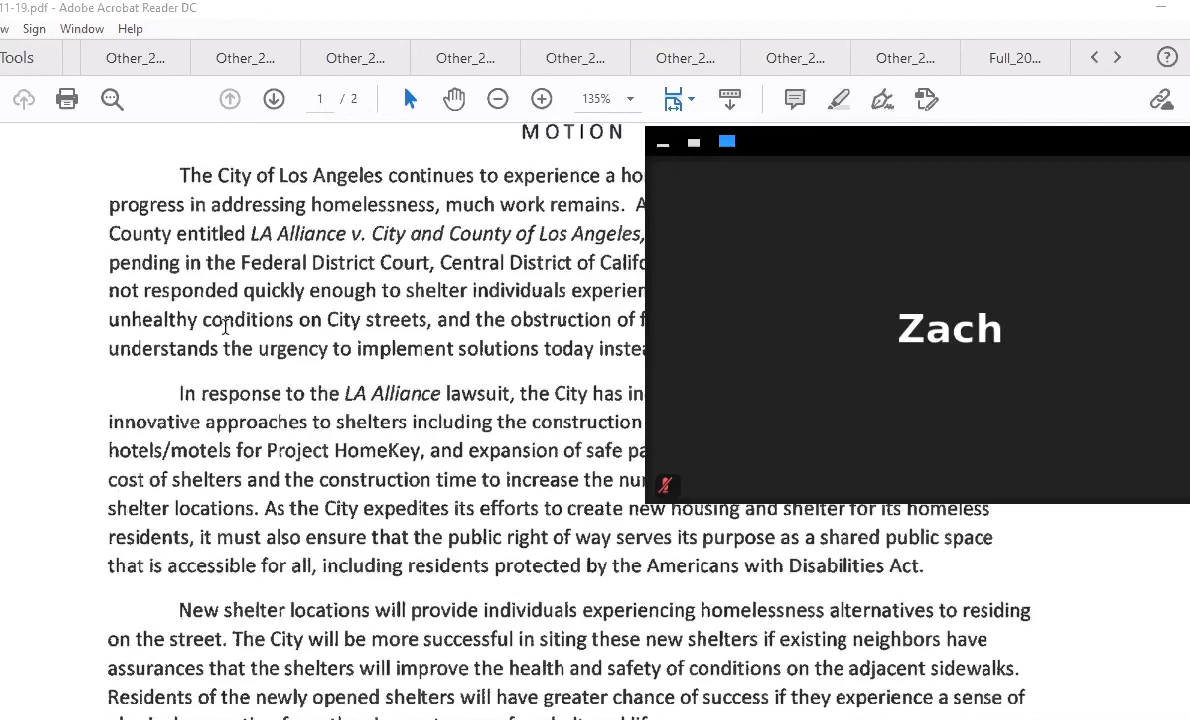 11-19.pdf - Adobe Acrobat Reader DC
w Sign Window Help
Tools Other_2... Other_2... Other_2... Other_2... Other_2... Other_2... Other_2... Other_2... Full_20...
1 / 2 135%
MOTION
The City of Los Angeles continues to experience a ho
progress in addressing homelessness, much work remains. A
County entitled LA Alliance v. City and County of Los Angeles,
pending in the Federal District Court, Central District of Califo
not responded quickly enough to shelter individuals experien
unhealthy conditions on City streets, and the obstruction of f
understands the urgency to implement solutions today instea
Zach
In response to the LA Alliance lawsuit, the City has in
innovative approaches to shelters including the construction
hotels/motels for Project HomeKey, and expansion of safe pa
cost of shelters and the construction time to increase the nu
shelter locations. As the City expedites its efforts to create new housing and shelter for its homeless
residents, it must also ensure that the public right of way serves its purpose as a shared public space
that is accessible for all, including residents protected by the Americans with Disabilities Act.
New shelter locations will provide individuals experiencing homelessness alternatives to residing
on the street. The City will be more successful in siting these new shelters if existing neighbors have
assurances that the shelters will improve the health and safety of conditions on the adjacent sidewalks.
Residents of the newly opened shelters will have greater chance of success if they experience a sense of